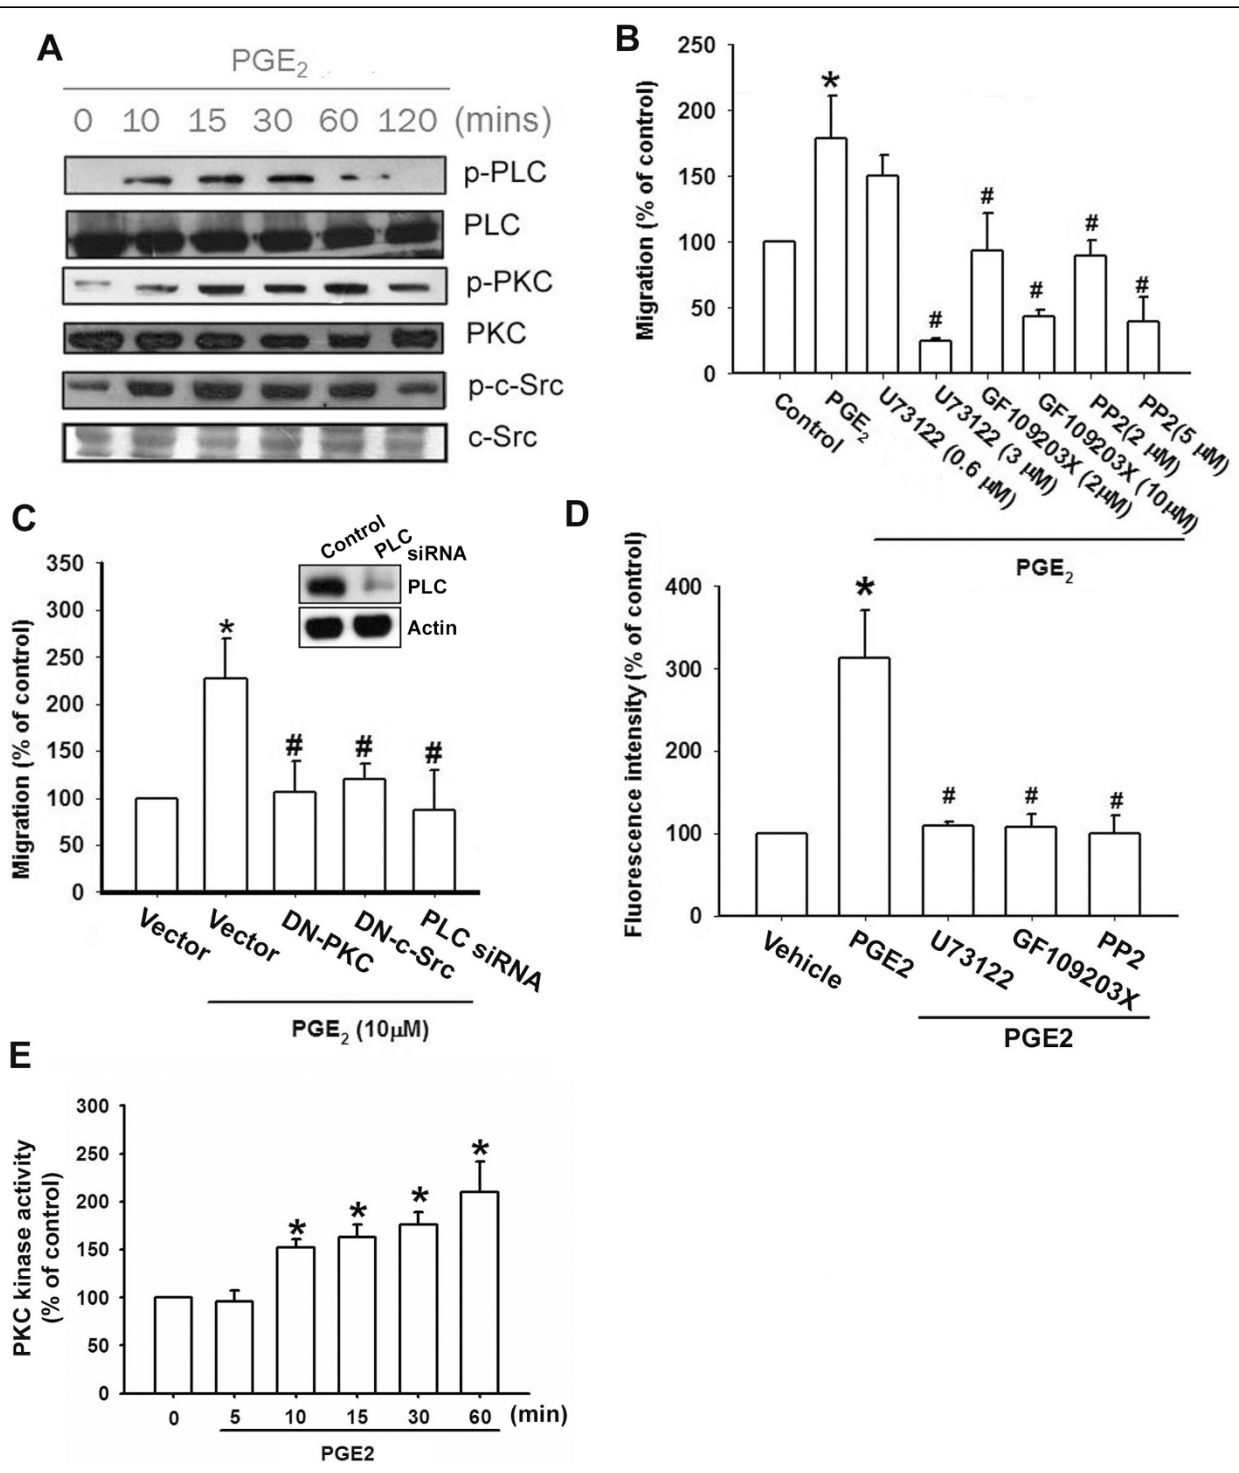 A
PGE2
0 10 15 30 60 120 (mins)
p-PLC
PLC
p-PKC
PKC
p-c-Src
c-Src
B
Migration (% of control)
250
200
150
100
50
0
*
#
#
#
#
#
Control
PGE2
U73122 (0.6 μM)
U73122 (3 μM)
GF109203X (2μM)
GF109203X (10μM)
PP2(2 μM)
PP2(5 μM)
PGE2
C
Migration (% of control)
350
300
250
200
150
100
50
0
Control PLC siRNA
PLC
Actin
*
#
#
#
Vector
Vector
DN-PKC
DN-c-Src
PLC siRNA
PGE2 (10μM)
D
Fluorescence intensity (% of control)
400
300
200
100
0
*
#
#
#
Vehicle
PGE2
U73122
GF109203X
PP2
PGE2
E
PKC kinase activity
(% of control)
300
250
200
150
100
50
0
*
*
*
*
0 5 10 15 30 60 (min)
PGE2